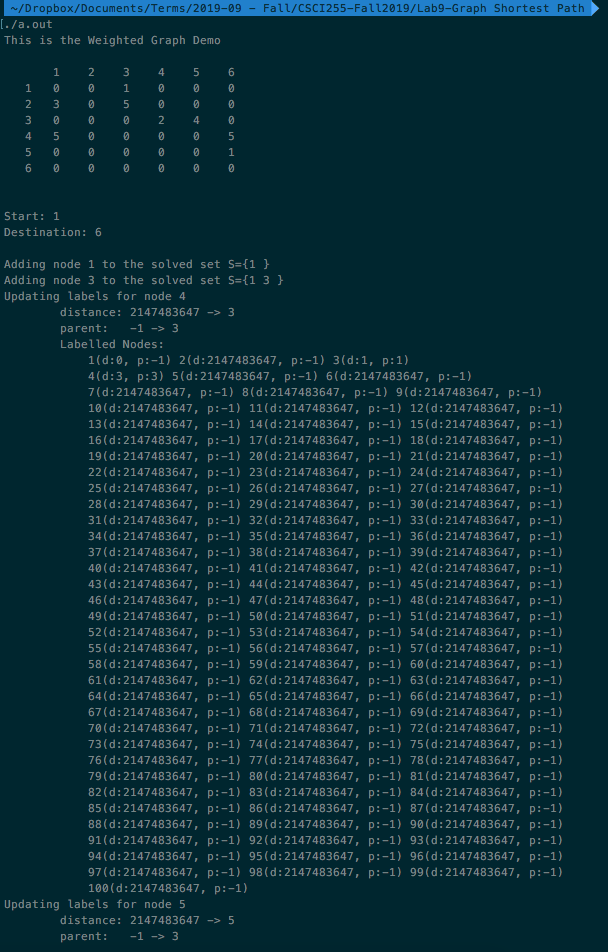 ~/Dropbox/Documents/Terms/2019-09 - Fall/CSCI255-Fall2019/Lab9-Graph Shortest Path
[./a.out
This is the Weighted Graph Demo
1 2 3 4 5 6
1 0 0 1 0 0 0
2 3 0 5 0 0 0
3 0 0 0 2 4 0
4 5 0 0 0 0 5
5 0 0 0 0 0 1
6 0 0 0 0 0 0
Start: 1
Destination: 6
Adding node 1 to the solved set S={1 }
Adding node 3 to the solved set S={1 3 }
Updating labels for node 4
distance: 2147483647 -> 3
parent: -1 -> 3
Labelled Nodes:
1(d:0, p:-1) 2(d:2147483647, p:-1) 3(d:1, p:1)
4(d:3, p:3) 5(d:2147483647, p:-1) 6(d:2147483647, p:-1)
7(d:2147483647, p:-1) 8(d:2147483647, p:-1) 9(d:2147483647, p:-1)
10(d:2147483647, p:-1) 11(d:2147483647, p:-1) 12(d:2147483647, p:-1)
13(d:2147483647, p:-1) 14(d:2147483647, p:-1) 15(d:2147483647, p:-1)
16(d:2147483647, p:-1) 17(d:2147483647, p:-1) 18(d:2147483647, p:-1)
19(d:2147483647, p:-1) 20(d:2147483647, p:-1) 21(d:2147483647, p:-1)
22(d:2147483647, p:-1) 23(d:2147483647, p:-1) 24(d:2147483647, p:-1)
25(d:2147483647, p:-1) 26(d:2147483647, p:-1) 27(d:2147483647, p:-1)
28(d:2147483647, p:-1) 29(d:2147483647, p:-1) 30(d:2147483647, p:-1)
31(d:2147483647, p:-1) 32(d:2147483647, p:-1) 33(d:2147483647, p:-1)
34(d:2147483647, p:-1) 35(d:2147483647, p:-1) 36(d:2147483647, p:-1)
37(d:2147483647, p:-1) 38(d:2147483647, p:-1) 39(d:2147483647, p:-1)
40(d:2147483647, p:-1) 41(d:2147483647, p:-1) 42(d:2147483647, p:-1)
43(d:2147483647, p:-1) 44(d:2147483647, p:-1) 45(d:2147483647, p:-1)
46(d:2147483647, p:-1) 47(d:2147483647, p:-1) 48(d:2147483647, p:-1)
49(d:2147483647, p:-1) 50(d:2147483647, p:-1) 51(d:2147483647, p:-1)
52(d:2147483647, p:-1) 53(d:2147483647, p:-1) 54(d:2147483647, p:-1)
55(d:2147483647, p:-1) 56(d:2147483647, p:-1) 57(d:2147483647, p:-1)
58(d:2147483647, p:-1) 59(d:2147483647, p:-1) 60(d:2147483647, p:-1)
61(d:2147483647, p:-1) 62(d:2147483647, p:-1) 63(d:2147483647, p:-1)
64(d:2147483647, p:-1) 65(d:2147483647, p:-1) 66(d:2147483647, p:-1)
67(d:2147483647, p:-1) 68(d:2147483647, p:-1) 69(d:2147483647, p:-1)
70(d:2147483647, p:-1) 71(d:2147483647, p:-1) 72(d:2147483647, p:-1)
73(d:2147483647, p:-1) 74(d:2147483647, p:-1) 75(d:2147483647, p:-1)
76(d:2147483647, p:-1) 77(d:2147483647, p:-1) 78(d:2147483647, p:-1)
79(d:2147483647, p:-1) 80(d:2147483647, p:-1) 81(d:2147483647, p:-1)
82(d:2147483647, p:-1) 83(d:2147483647, p:-1) 84(d:2147483647, p:-1)
85(d:2147483647, p:-1) 86(d:2147483647, p:-1) 87(d:2147483647, p:-1)
88(d:2147483647, p:-1) 89(d:2147483647, p:-1) 90(d:2147483647, p:-1)
91(d:2147483647, p:-1) 92(d:2147483647, p:-1) 93(d:2147483647, p:-1)
94(d:2147483647, p:-1) 95(d:2147483647, p:-1) 96(d:2147483647, p:-1)
97(d:2147483647, p:-1) 98(d:2147483647, p:-1) 99(d:2147483647, p:-1)
100(d:2147483647, p:-1)
Updating labels for node 5
distance: 2147483647 -> 5
parent: -1 -> 3